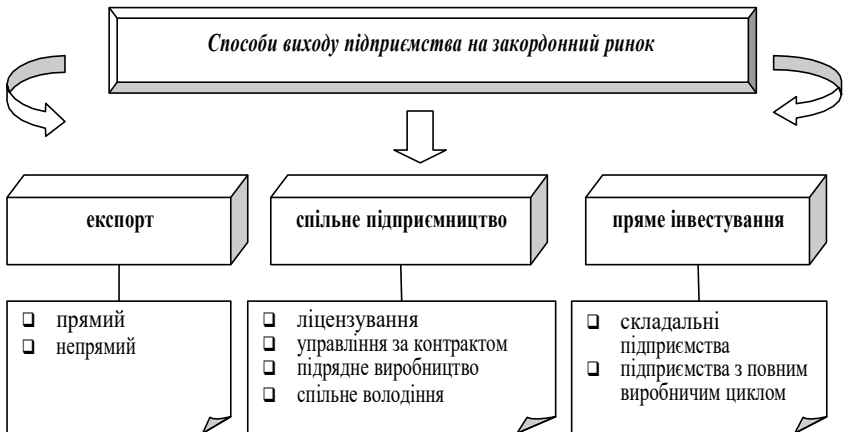 Способи виходу підприємства на закордонний ринок
експорт
спільне підприємництво
пряме інвестування
прямий
непрямий
ліцензування
управління за контрактом
підрядне виробництво
спільне володіння
складальні
підприємства
підприємства з повним
виробничим циклом